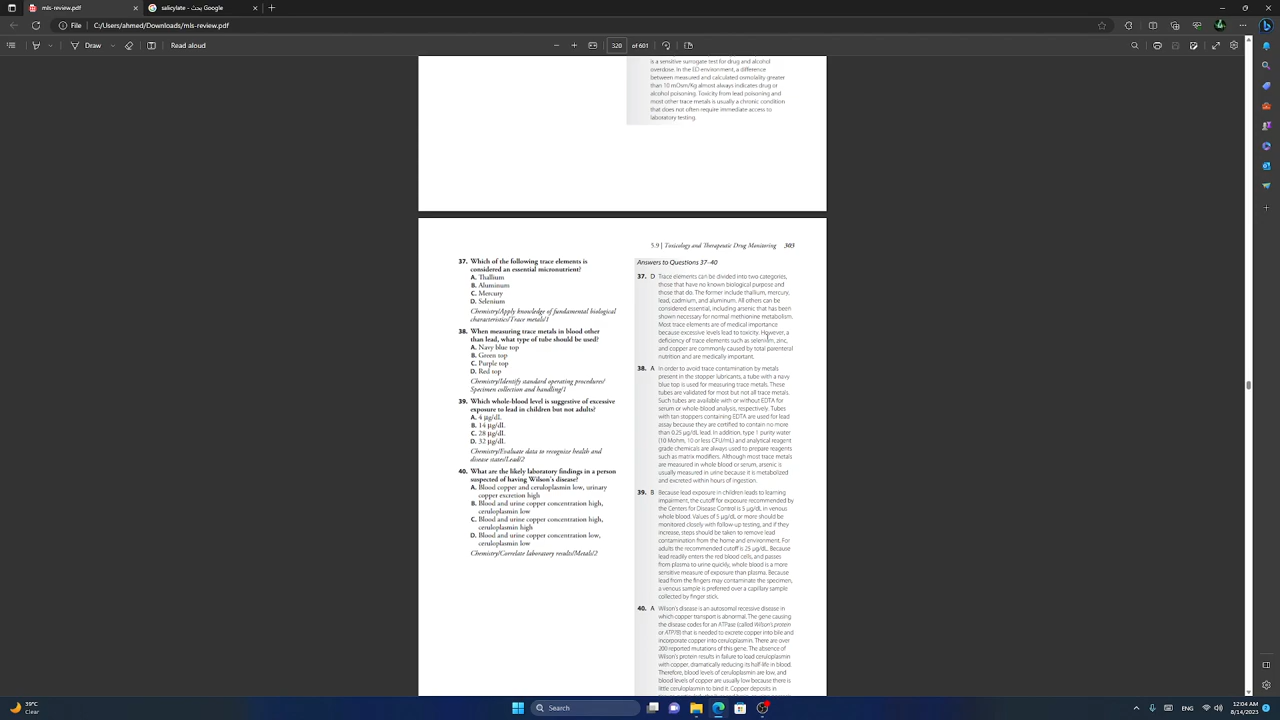 img-download.pdf
salicylate - Google Search
Downloads/Ebooks/Review.pdf
Draw
Read aloud
320
of 601
is a sensitive surrogate test for drug and alcohol
overdose. In the ED environment, a difference
between measured and calculated osmolality greater
than 10 mOsm/Kg almost always indicates drug or
alcohol poisoning. Toxicity from lead poisoning and
most other trace metals is usually a chronic condition
that does not often require immediate access to
laboratory testing.
5.9 | Toxicology and Therapeutic Drug Monitoring 303
37. Which of the following trace elements is
considered an essential micronutrient?
A. Thallium
B. Aluminum
C. Mercury
D. Selenium
Chemistry/Apply knowledge of fundamental biological
characteristics/Trace metals/1
38. When measuring trace metals in blood other
than lead, what type of tube should be used?
A. Navy blue top
B. Green top
C. Purple top
D. Red top
Chemistry/Identify standard operating procedures/
Specimen collection and handling/1
39. Which whole-blood level is suggestive of excessive
exposure to lead in children but not adults?
A. 4 μg/dL
B. 14 μg/dL
C. 28 μg/dL
D. 32 μg/dL
Chemistry/Evaluate data to recognize health and
disease states/Lead/2
40. What are the likely laboratory findings in a person
suspected of having Wilson's disease?
A. Blood copper and ceruloplasmin low, urinary
copper excretion high
B. Blood and urine copper concentration high,
ceruloplasmin low
C. Blood and urine copper concentration high,
ceruloplasmin high
D. Blood and urine copper concentration low,
ceruloplasmin low
Chemistry/Correlate laboratory results/Metals/2
Answers to Questions 37–40
37. D Trace elements can be divided into two categories,
those that have no known biological purpose and
those that do. The former include thallium, mercury,
lead, cadmium, and aluminum. All others can be
considered essential, including arsenic that has been
shown necessary for normal methionine metabolism.
Most trace elements are of medical importance
because excessive levels lead to toxicity. However, a
deficiency of trace elements such as selenium, zinc,
and copper are commonly caused by total parenteral
nutrition and are medically important.
38. A In order to avoid trace contamination by metals
present in the stopper lubricants, a tube with a navy
blue top is used for measuring trace metals. These
tubes are validated for most but not all trace metals.
Such tubes are available with or without EDTA for
serum or whole-blood analysis, respectively. Tubes
with tan stoppers containing EDTA are used for lead
assay because they are certified to contain no more
than 0.25 μg/dL lead. In addition, type 1 purity water
(10 Mohm, 10 or less CFU/mL) and analytical reagent
grade chemicals are always used to prepare reagents
such as matrix modifiers. Although most trace metals
are measured in whole blood or serum, arsenic is
usually measured in urine because it is metabolized
and excreted within hours of ingestion.
39. B Because lead exposure in children leads to learning
impairment, the cutoff for exposure recommended by
the Centers for Disease Control is 5 μg/dL in venous
whole blood. Values of 5 μg/dL or more should be
monitored closely with follow-up testing, and if they
increase, steps should be taken to remove lead
contamination from the home and environment. For
adults the recommended cutoff is 25 μg/dL. Because
lead readily enters the red blood cells, and passes
from plasma to urine quickly, whole blood is a more
sensitive measure of exposure than plasma. Because
lead from the fingers may contaminate the specimen,
a venous sample is preferred over a capillary sample
collected by finger stick.
40. A Wilson's disease is an autosomal recessive disease in
which copper transport is abnormal. The gene causing
the disease codes for an ATPase (called Wilson's protein
or ATP7B) that is needed to excrete copper into bile and
incorporate copper into ceruloplasmin. There are over
200 reported mutations of this gene. The absence of
Wilson's protein results in failure to load ceruloplasmin
with copper, dramatically reducing its half-life in blood.
Therefore, blood levels of ceruloplasmin are low, and
blood levels of copper are usually low because there is
little ceruloplasmin to bind it. Copper deposits in
29°C
Clear
Search
12:04 AM
8/14/2023